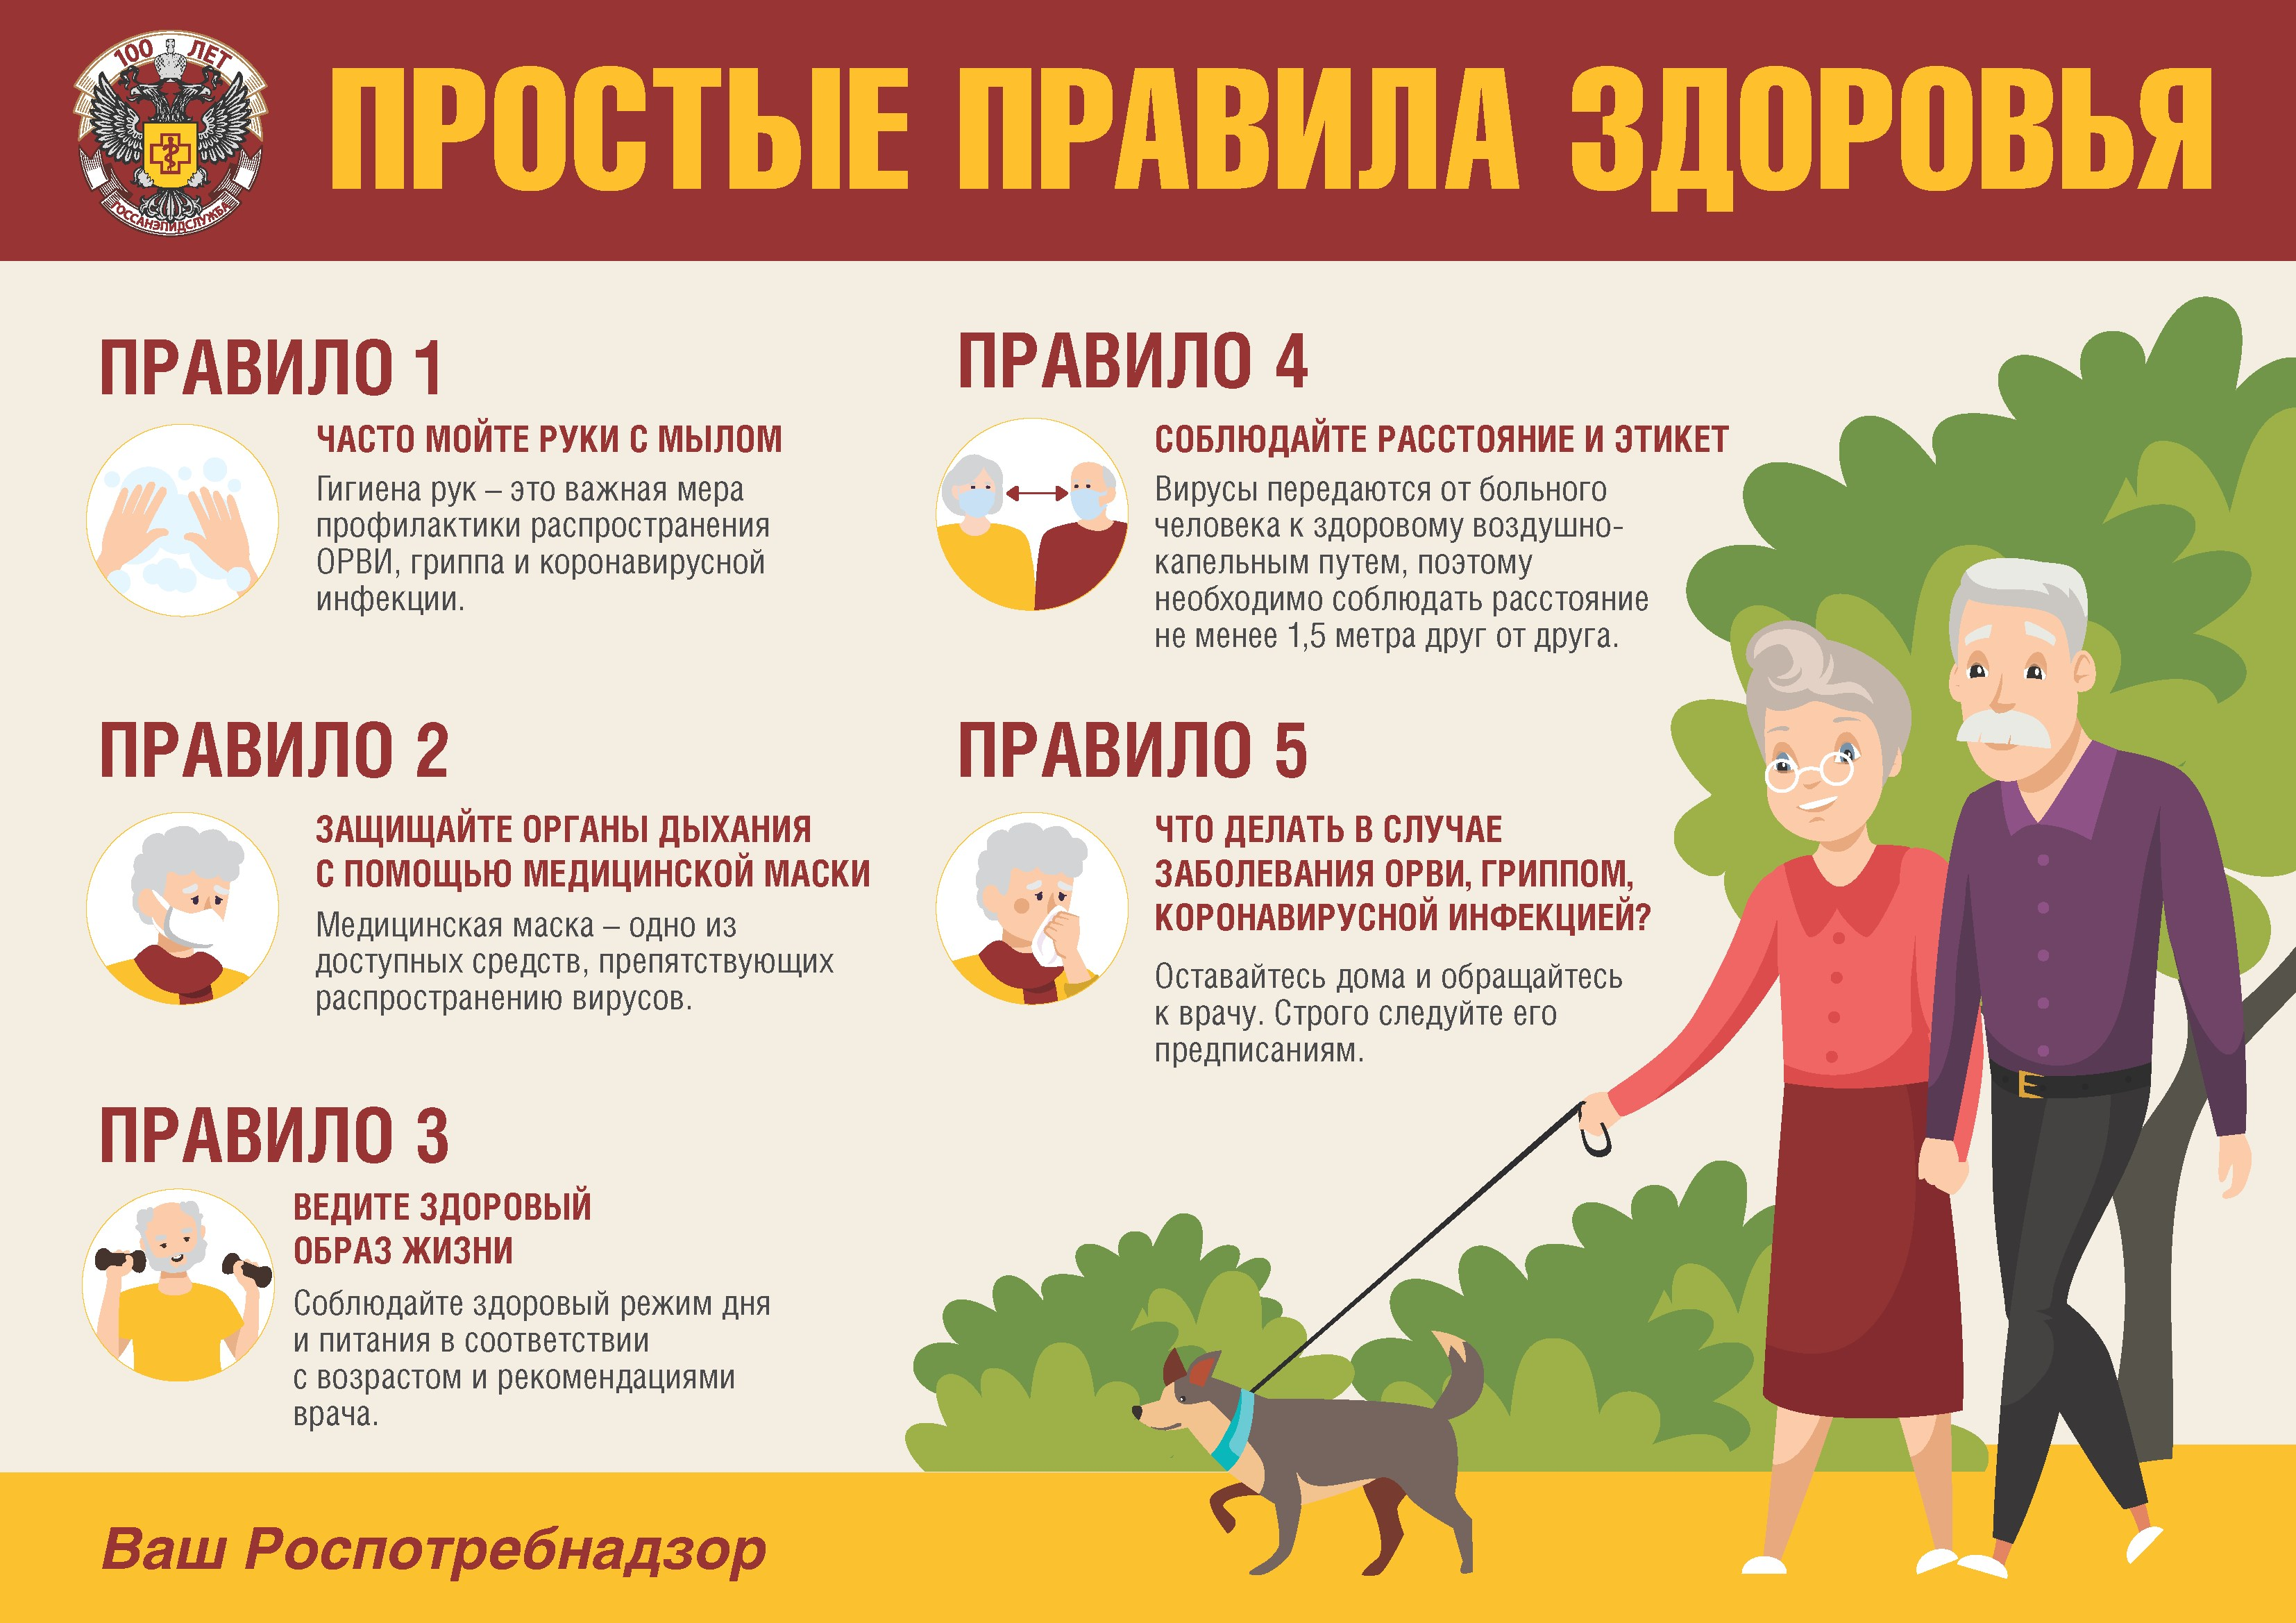 100 ЛЕТ
ГОССАНЭПИДСЛУЖБА
ПРОСТЫЕ ПРАВИЛА ЗДОРОВЬЯ
ПРАВИЛО 1
ЧАСТО МОЙТЕ РУКИ С МЫЛОМ
Гигиена рук – это важная мера
профилактики распространения
ОРВИ, гриппа и коронавирусной
инфекции.
ПРАВИЛО 2
ЗАЩИЩАЙТЕ ОРГАНЫ ДЫХАНИЯ
С ПОМОЩЬЮ МЕДИЦИНСКОЙ МАСКИ
Медицинская маска – одно из
доступных средств, препятствующих
распространению вирусов.
ПРАВИЛО 3
ВЕДИТЕ ЗДОРОВЫЙ
ОБРАЗ ЖИЗНИ
Соблюдайте здоровый режим дня
и питания в соответствии
с возрастом и рекомендациями
врача.
ПРАВИЛО 4
СОБЛЮДАЙТЕ РАССТОЯНИЕ И ЭТИКЕТ
Вирусы передаются от больного
человека к здоровому воздушно-
капельным путем, поэтому
необходимо соблюдать расстояние
не менее 1,5 метра друг от друга.
ПРАВИЛО 5
ЧТО ДЕЛАТЬ В СЛУЧАЕ
ЗАБОЛЕВАНИЯ ОРВИ, ГРИППОМ,
КОРОНАВИРУСНОЙ ИНФЕКЦИЕЙ?
Оставайтесь дома и обращайтесь
к врачу. Строго следуйте его
предписаниям.
Ваш Роспотребнадзор